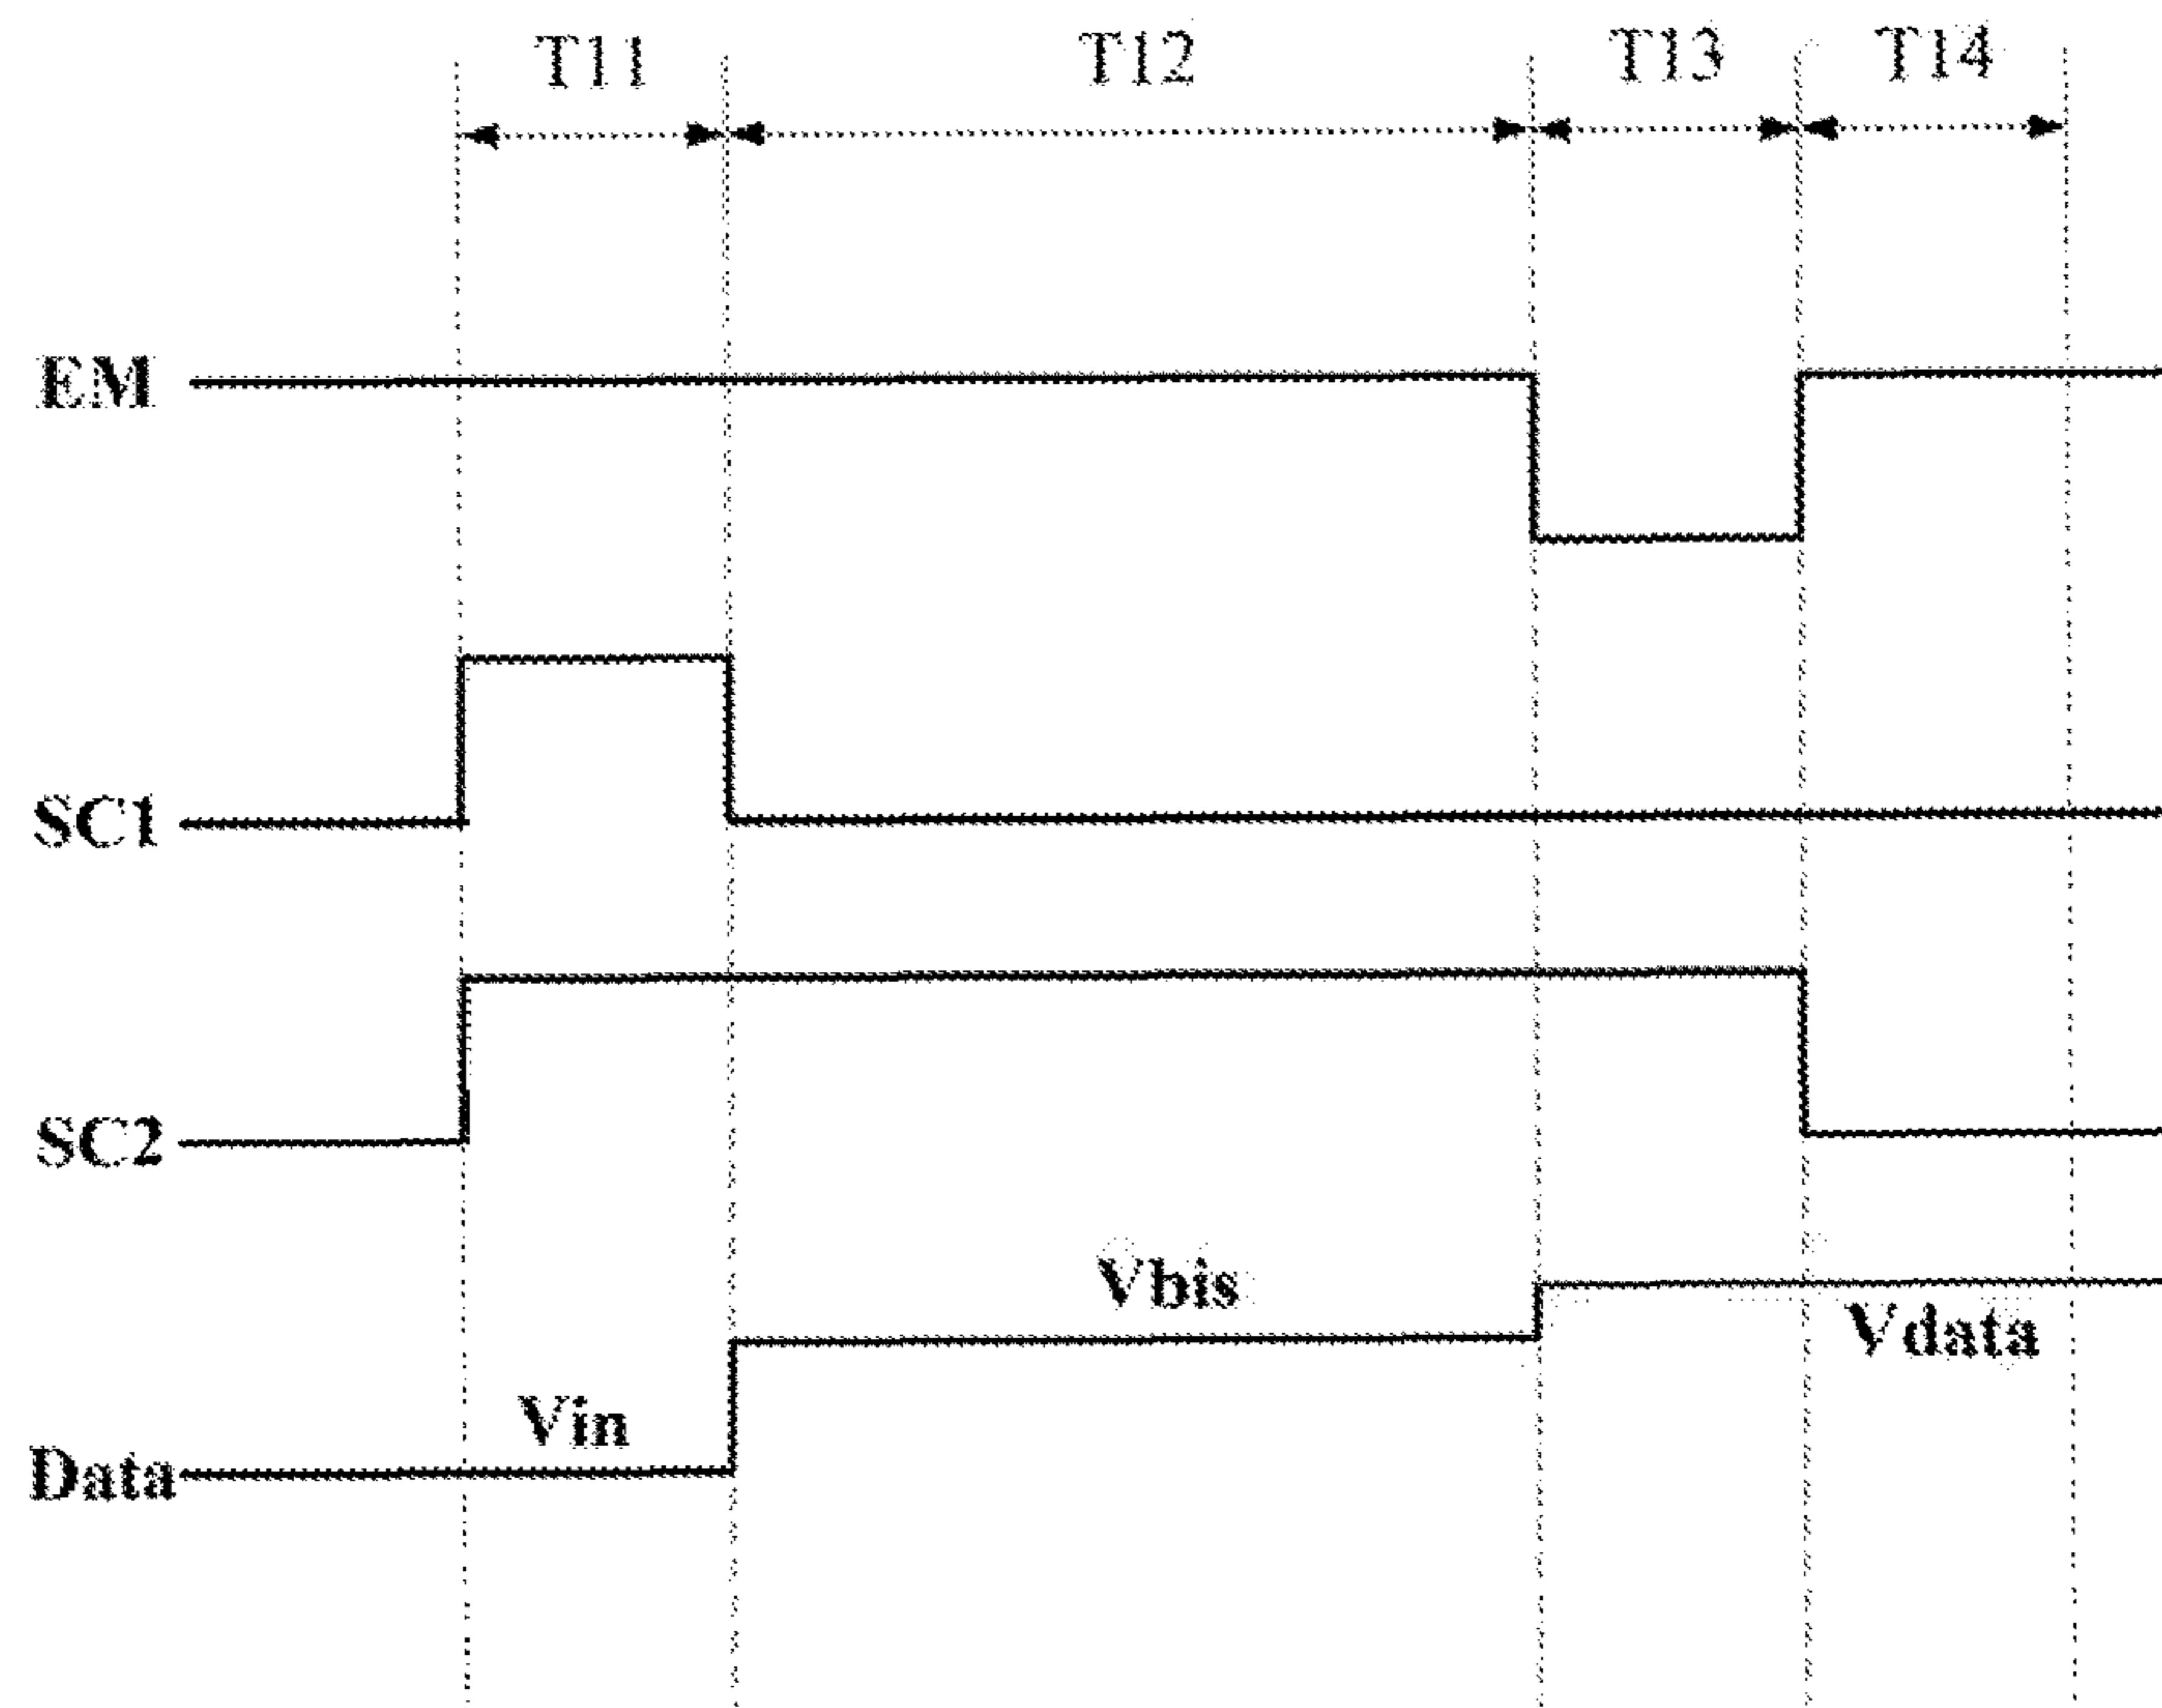 T11 T12 T13 T14
EM
SC1
SC2
Vbis
Vdata
Vin
Data